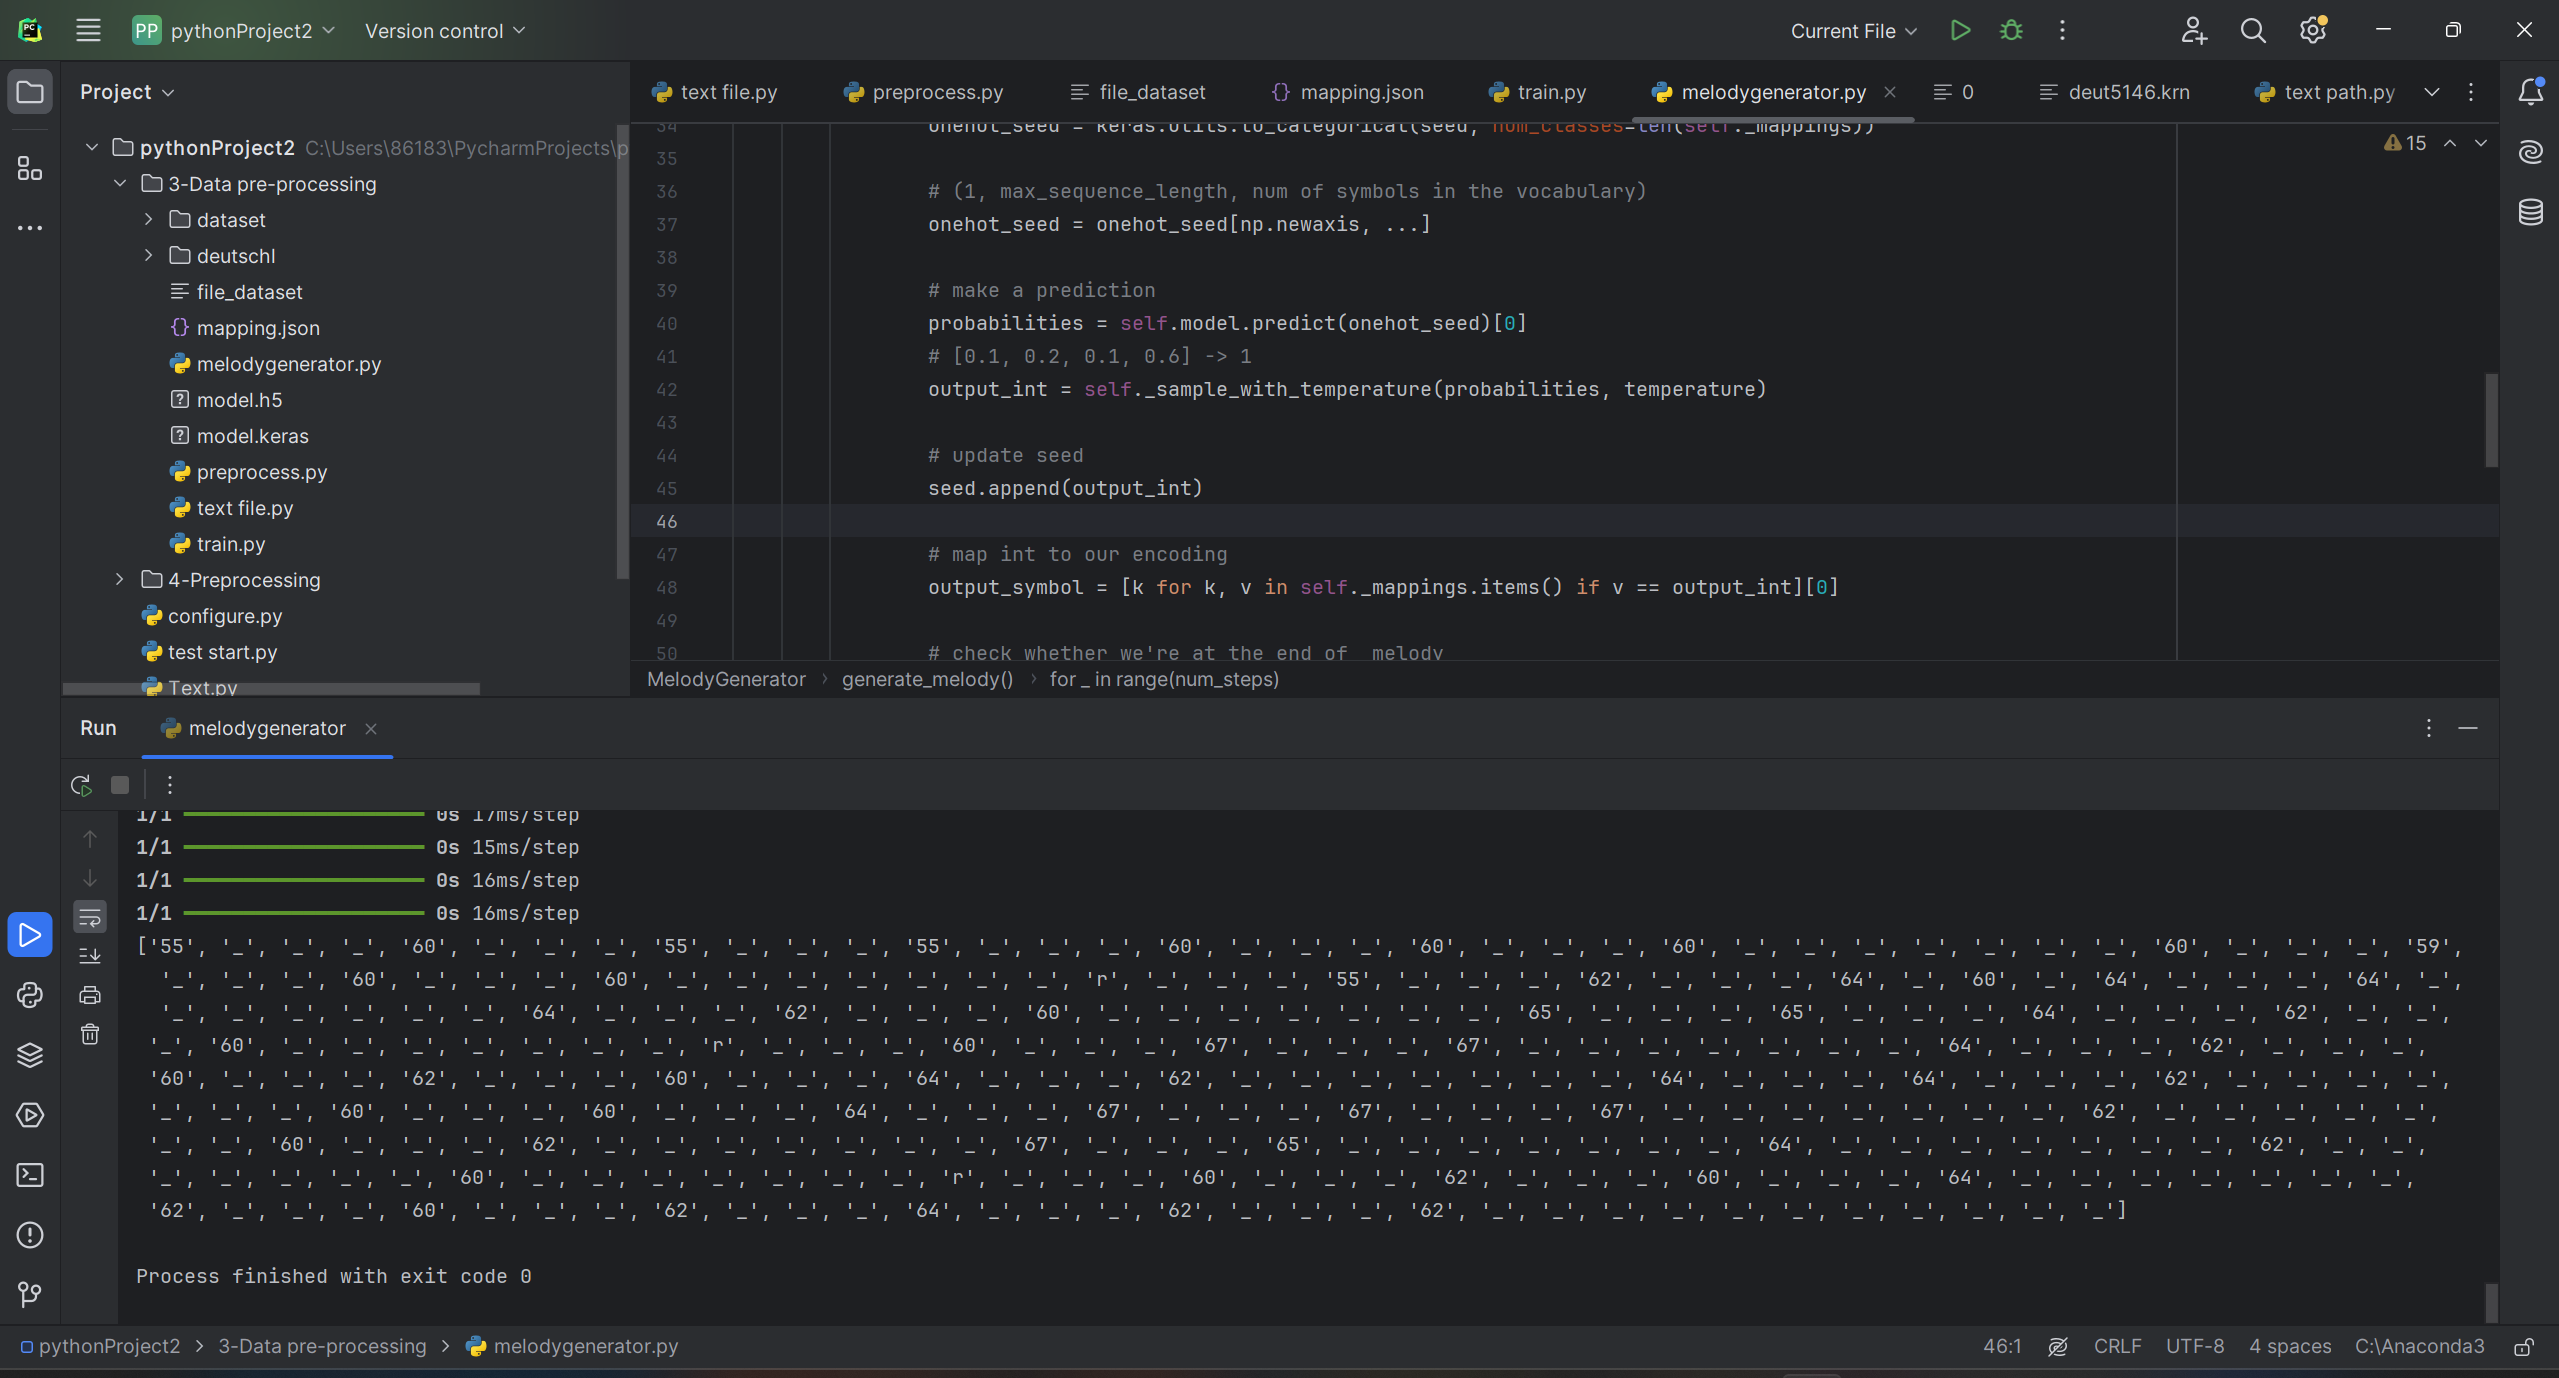 PP pythonProject2 Version control Current File
Project
pythonProject2 C:\Users\86183\PycharmProjects\p
3-Data pre-processing
dataset
deutschl
file_dataset
mapping.json
melodygenerator.py
model.h5
model.keras
preprocess.py
text file.py
train.py
4-Preprocessing
configure.py
test start.py
Text.py
text file.py preprocess.py file_dataset mapping.json train.py melodygenerator.py 0 deut5146.krn text path.py
15
34 onehot_seed = keras.utils.to_categorical(seed, num_classes=len(self._mappings))
35
36 # (1, max_sequence_length, num of symbols in the vocabulary)
37 onehot_seed = onehot_seed[np.newaxis, ...]
38
39 # make a prediction
40 probabilities = self.model.predict(onehot_seed)[0]
41 # [0.1, 0.2, 0.1, 0.6] -> 1
42 output_int = self._sample_with_temperature(probabilities, temperature)
43
44 # update seed
45 seed.append(output_int)
46
47 # map int to our encoding
48 output_symbol = [k for k, v in self._mappings.items() if v == output_int][0]
49
50 # check whether we're at the end of melody
MelodyGenerator › generate_melody() › for _ in range(num_steps)
Run melodygenerator
1/1 0s 17ms/step
1/1 0s 15ms/step
1/1 0s 16ms/step
1/1 0s 16ms/step
['55', '_', '_', '_', '60', '_', '_', '_', '55', '_', '_', '_', '55', '_', '_', '_', '60', '_', '_', '_', '60', '_', '_', '_', '60', '_', '_', '_', '_', '_', '_', '_', '60', '_', '_', '_', '59',
'_', '_', '_', '60', '_', '_', '_', '60', '_', '_', '_', '_', '_', '_', '_', 'r', '_', '_', '_', '55', '_', '_', '_', '62', '_', '_', '_', '64', '_', '60', '_', '64', '_', '_', '_', '64', '_',
'_', '_', '_', '_', '_', '_', '64', '_', '_', '_', '62', '_', '_', '_', '60', '_', '_', '_', '_', '_', '_', '_', '65', '_', '_', '_', '65', '_', '_', '_', '64', '_', '_', '_', '62', '_', '_',
'_', '60', '_', '_', '_', '_', '_', '_', '_', 'r', '_', '_', '_', '60', '_', '_', '_', '67', '_', '_', '_', '67', '_', '_', '_', '_', '_', '_', '_', '64', '_', '_', '_', '62', '_', '_', '_',
'60', '_', '_', '_', '62', '_', '_', '_', '60', '_', '_', '_', '64', '_', '_', '_', '62', '_', '_', '_', '_', '_', '_', '_', '64', '_', '_', '_', '64', '_', '_', '_', '62', '_', '_', '_', '_',
'_', '_', '_', '60', '_', '_', '_', '60', '_', '_', '_', '64', '_', '_', '_', '67', '_', '_', '_', '67', '_', '_', '_', '67', '_', '_', '_', '_', '_', '_', '_', '62', '_', '_', '_', '_', '_',
'_', '_', '60', '_', '_', '_', '62', '_', '_', '_', '_', '_', '_', '_', '67', '_', '_', '_', '65', '_', '_', '_', '_', '_', '_', '_', '64', '_', '_', '_', '_', '_', '_', '_', '62', '_', '_',
'_', '_', '_', '_', '_', '60', '_', '_', '_', '_', '_', '_', '_', 'r', '_', '_', '_', '60', '_', '_', '_', '62', '_', '_', '_', '60', '_', '_', '_', '64', '_', '_', '_', '_', '_', '_', '_',
'62', '_', '_', '_', '60', '_', '_', '_', '62', '_', '_', '_', '64', '_', '_', '_', '62', '_', '_', '_', '62', '_', '_', '_', '_', '_', '_', '_', '_', '_', '_', '_']
Process finished with exit code 0
pythonProject2 > 3-Data pre-processing > melodygenerator.py 46:1 CRLF UTF-8 4 spaces C:\Anaconda3